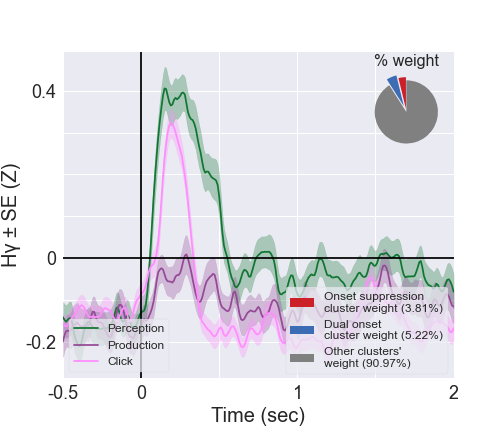 % weight
Hγ ± SE (Z)
0.4
0
-0.2
Perception
Production
Click
Onset suppression
cluster weight (3.81%)
Dual onset
cluster weight (5.22%)
Other clusters'
weight (90.97%)
-0.5
0
1
2
Time (sec)